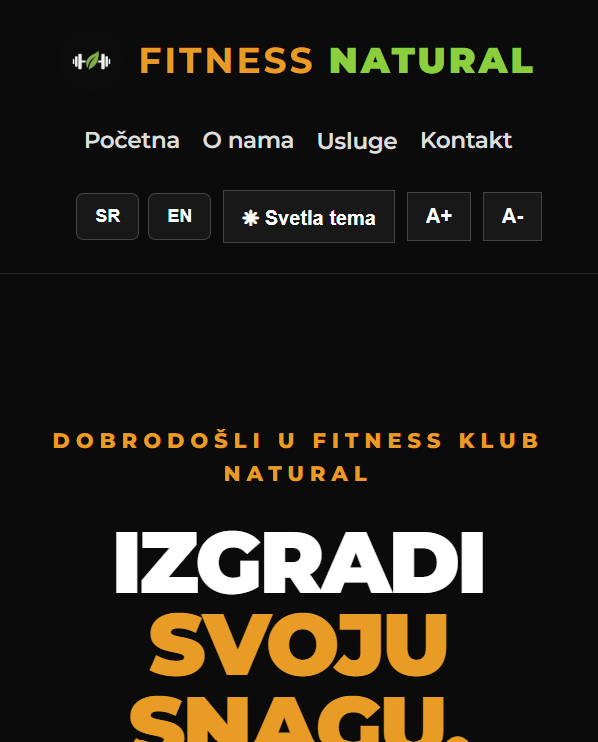 FITNESS NATURAL
Početna O nama Usluge Kontakt
SR EN ☀ Svetla tema A+ A-
DOBRODOŠLI U FITNESS KLUB
NATURAL
IZGRADI
SVOJU
SNAGU.